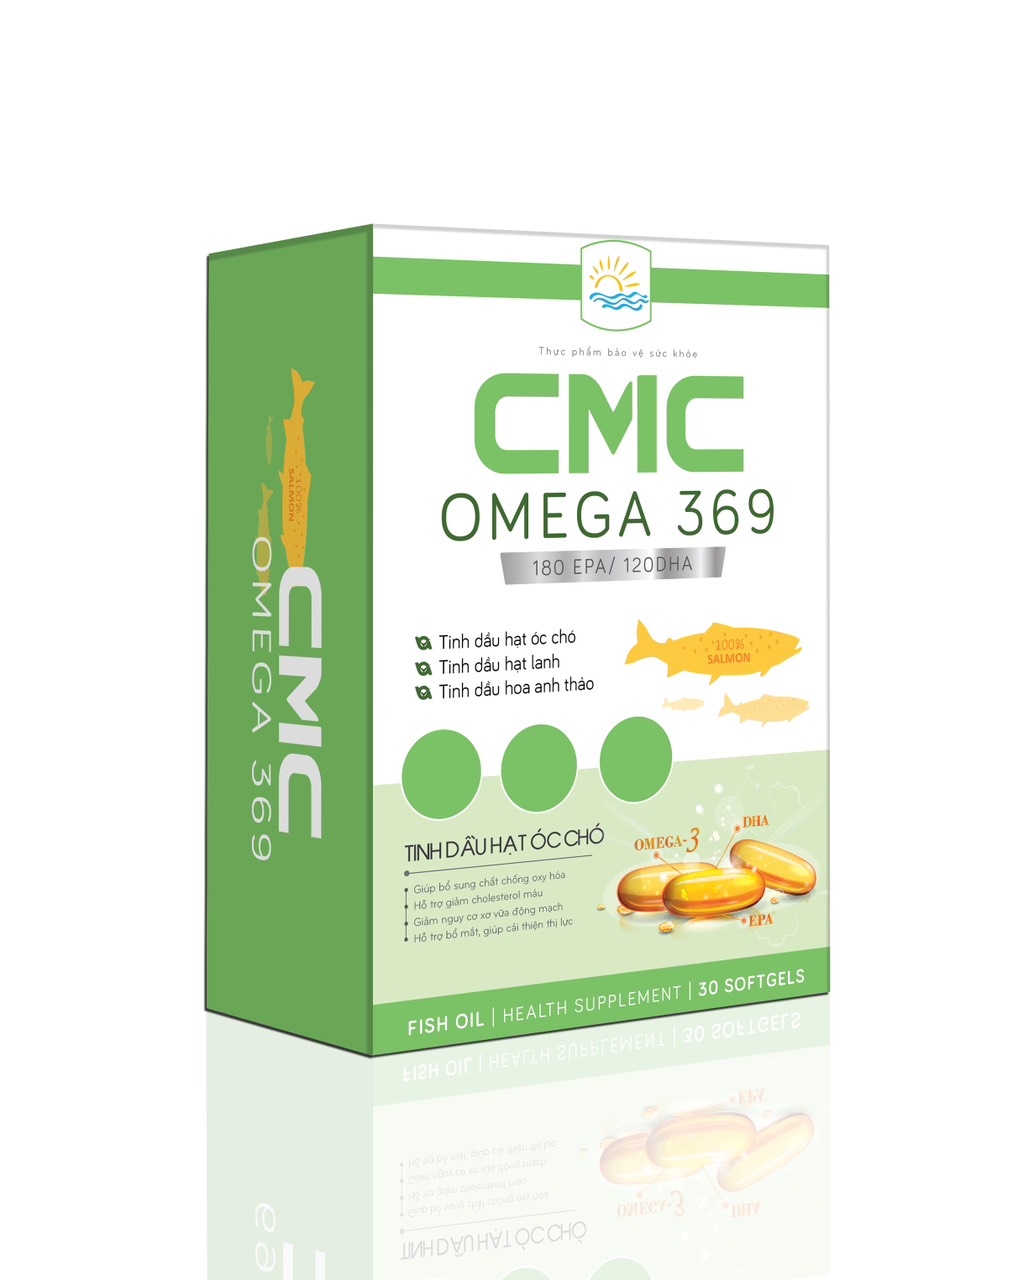 Thực phẩm bảo vệ sức khỏe
CMC
OMEGA 369
180 EPA/ 120DHA
Tinh dầu hạt óc chó
Tinh dầu hạt lanh
Tinh dầu hoa anh thảo
100%
SALMON
TINH DẦU HẠT ÓC CHÓ
Giúp bổ sung chất chống oxy hóa
Hỗ trợ giảm cholesterol máu
Giảm nguy cơ xơ vữa động mạch
Hỗ trợ bổ mắt, giúp cải thiện thị lực
OMEGA-3
DHA
EPA
FISH OIL | HEALTH SUPPLEMENT | 30 SOFTGELS
100%
SALMON
CMC
OMEGA 369